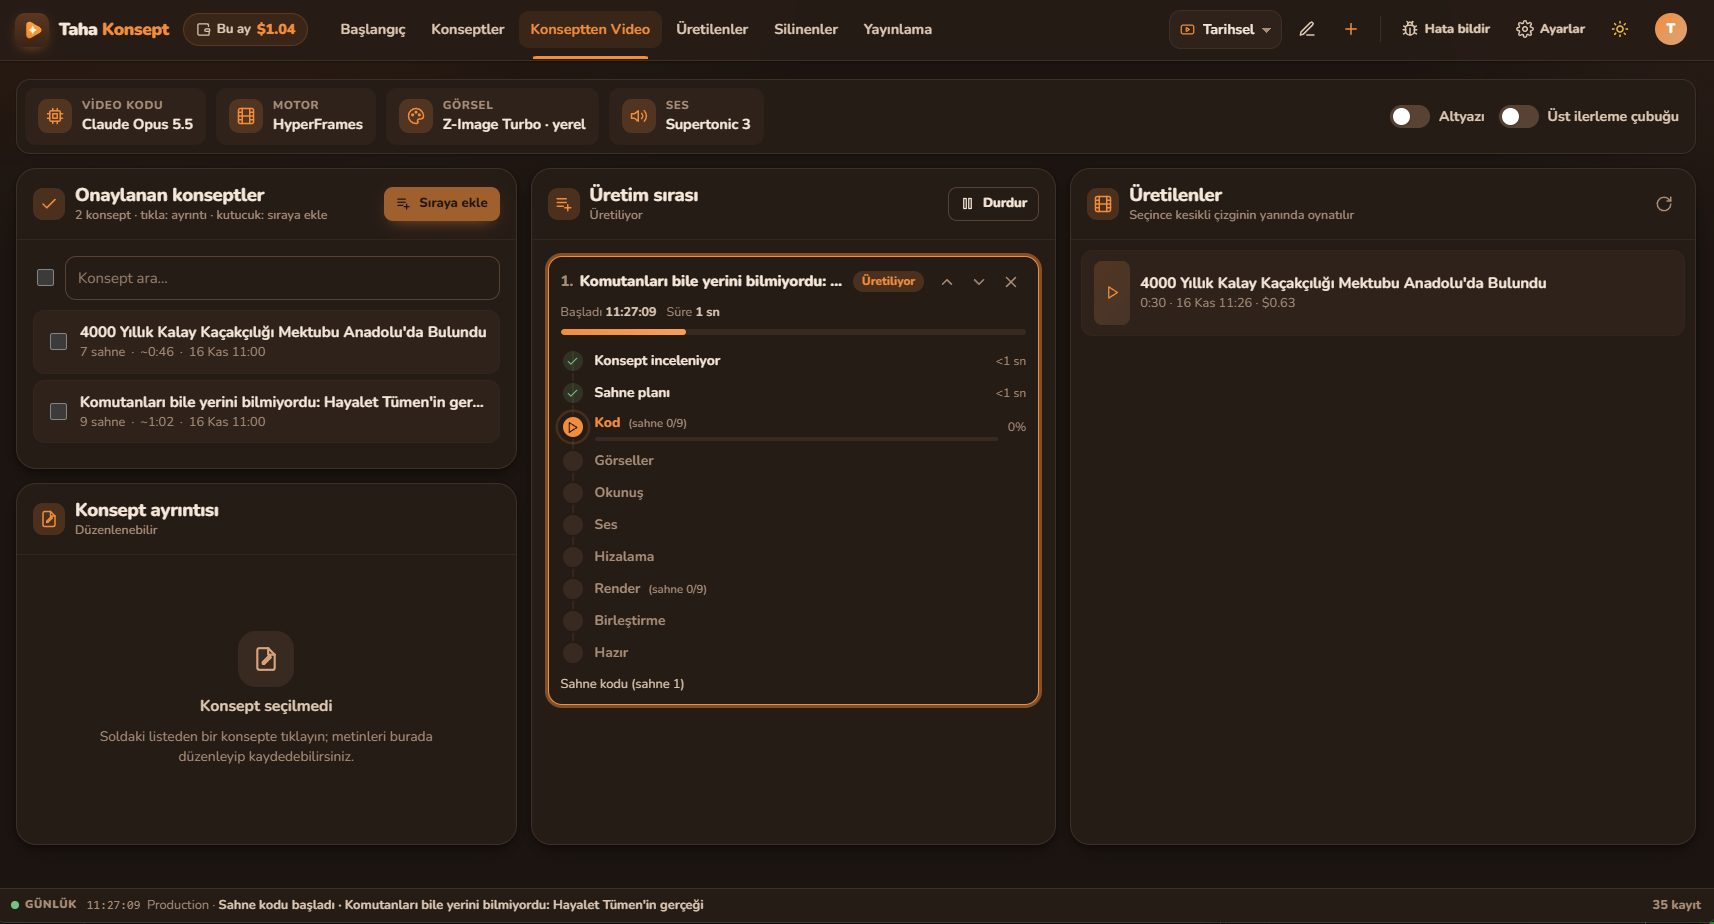 Taha Konsept
Bu ay $1.04
Başlangıç
Konseptler
Konseptten Video
Üretilenler
Silinenler
Yayınlama
Tarihsel
Hata bildir
Ayarlar
T
VİDEO KODU
Claude Opus 5.5
MOTOR
HyperFrames
GÖRSEL
Z-Image Turbo · yerel
SES
Supertonic 3
Altyazı
Üst ilerleme çubuğu
Onaylanan konseptler
2 konsept · tıkla: ayrıntı · kutucuk: sıraya ekle
Sıraya ekle
Konsept ara...
4000 Yıllık Kalay Kaçakçılığı Mektubu Anadolu'da Bulundu
7 sahne · ~0:46 · 16 Kas 11:00
Komutanları bile yerini bilmiyordu: Hayalet Tümen'in ger...
9 sahne · ~1:02 · 16 Kas 11:00
Konsept ayrıntısı
Düzenlenebilir
Konsept seçilmedi
Soldaki listeden bir konsepte tıklayın; metinleri burada
düzenleyip kaydedebilirsiniz.
Üretim sırası
Üretiliyor
Durdur
1. Komutanları bile yerini bilmiyordu: ...
Üretiliyor
Başladı 11:27:09 Süre 1 sn
Konsept inceleniyor <1 sn
Sahne planı <1 sn
Kod (sahne 0/9) 0%
Görseller
Okunuş
Ses
Hizalama
Render (sahne 0/9)
Birleştirme
Hazır
Sahne kodu (sahne 1)
Üretilenler
Seçince kesikli çizginin yanında oynatılır
4000 Yıllık Kalay Kaçakçılığı Mektubu Anadolu'da Bulundu
0:30 · 16 Kas 11:26 · $0.63
GÜNLÜK 11:27:09 Production · Sahne kodu başladı · Komutanları bile yerini bilmiyordu: Hayalet Tümen'in gerçeği
35 kayıt